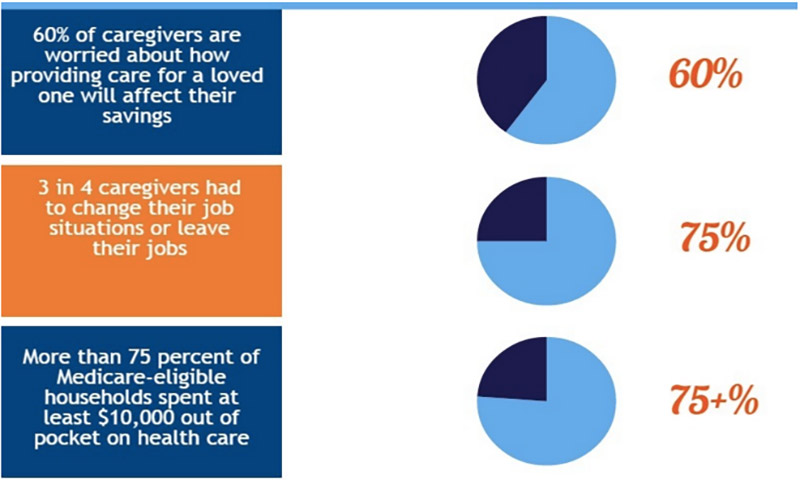 60% of caregivers are
worried about how
providing care for a loved
one will affect their
savings
60%
3 in 4 caregivers had
to change their job
situations or leave
their jobs
75%
More than 75 percent of
Medicare-eligible
households spent at
least $10,000 out of
pocket on health care
75+%